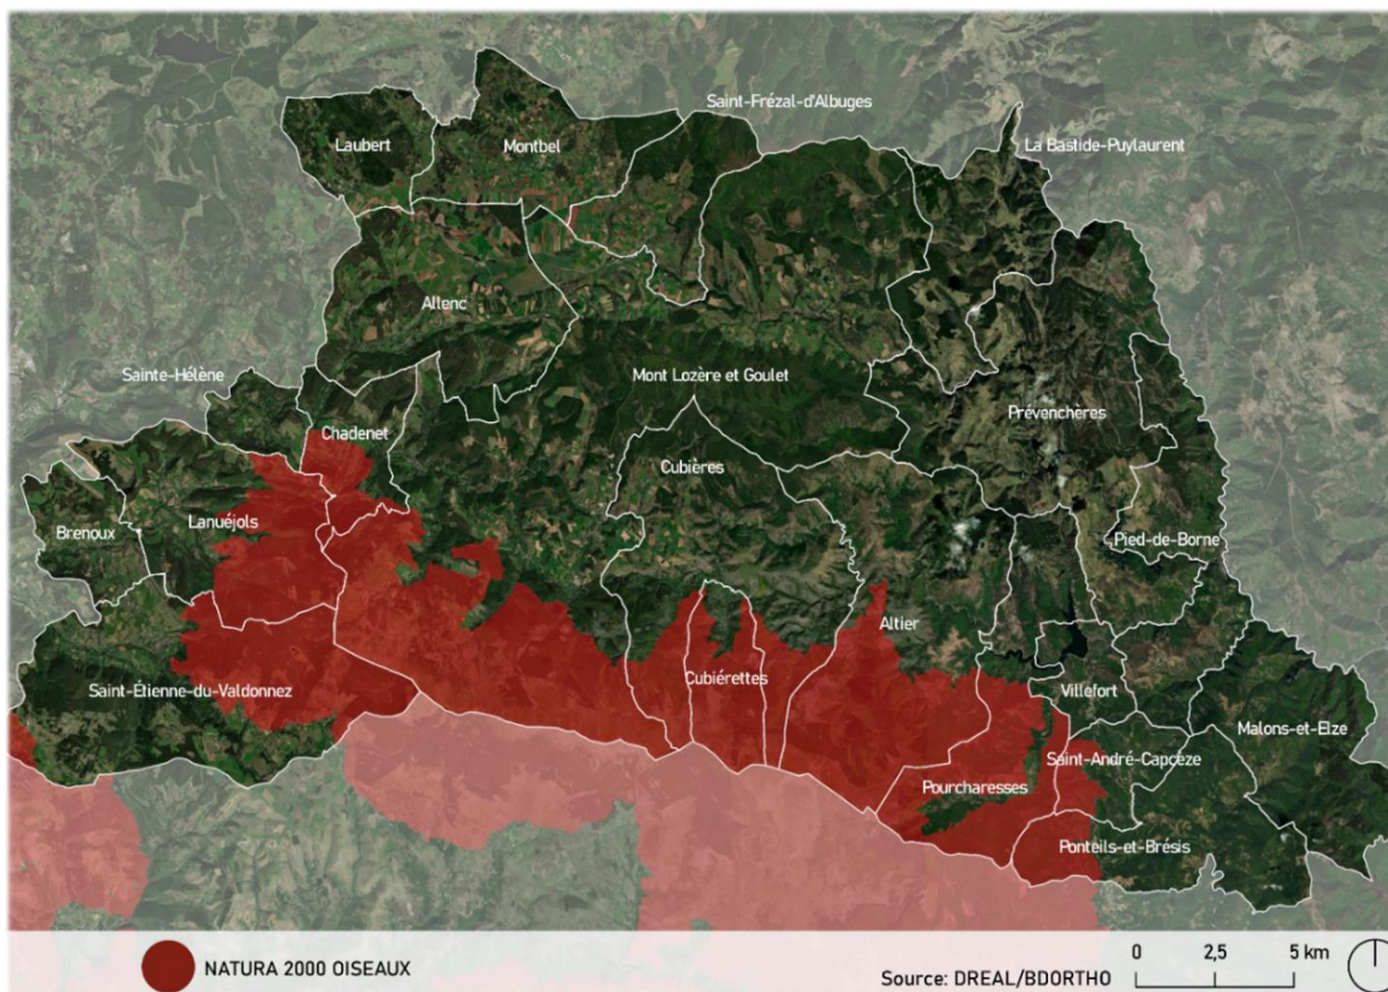 Saint-Frézal-d'Albuges
Laubert
Montbel
La Bastide-Puylaurent
Allenc
Sainte-Hélène
Mont Lozère et Goulet
Prévenchères
Chadenet
Cubières
Lanuéjols
Brenoux
Pied-de-Borne
Altier
Cubiérettes
Saint-Étienne-du-Valdonnez
Villefort
Malons-et-Elze
Saint-André-Capcèze
Pourcharesses
Ponteils-et-Brésis
NATURA 2000 OISEAUX
Source: DREAL/BDORTHO
0 2,5 5 km